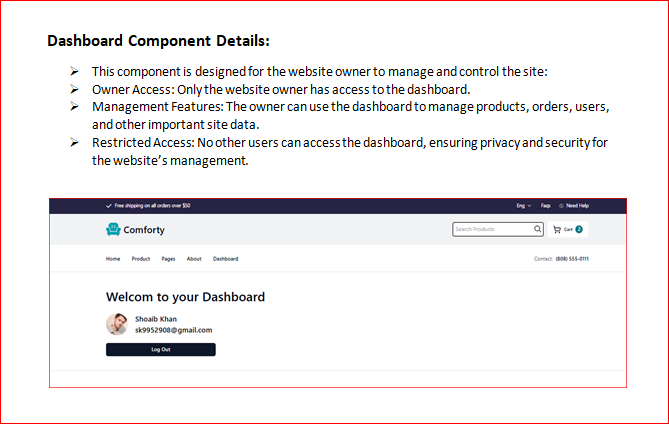 Dashboard Component Details:
This component is designed for the website owner to manage and control the site:
Owner Access: Only the website owner has access to the dashboard.
Management Features: The owner can use the dashboard to manage products, orders, users,
and other important site data.
Restricted Access: No other users can access the dashboard, ensuring privacy and security for
the website's management.
Free shipping on all orders over $50 Eng Faqs Need Help
Comforty Search Products Cart 2
Home Product Pages About Dashboard Contact: (808) 555-0111
Welcom to your Dashboard
Shoaib Khan
sk9952908@gmail.com
Log Out